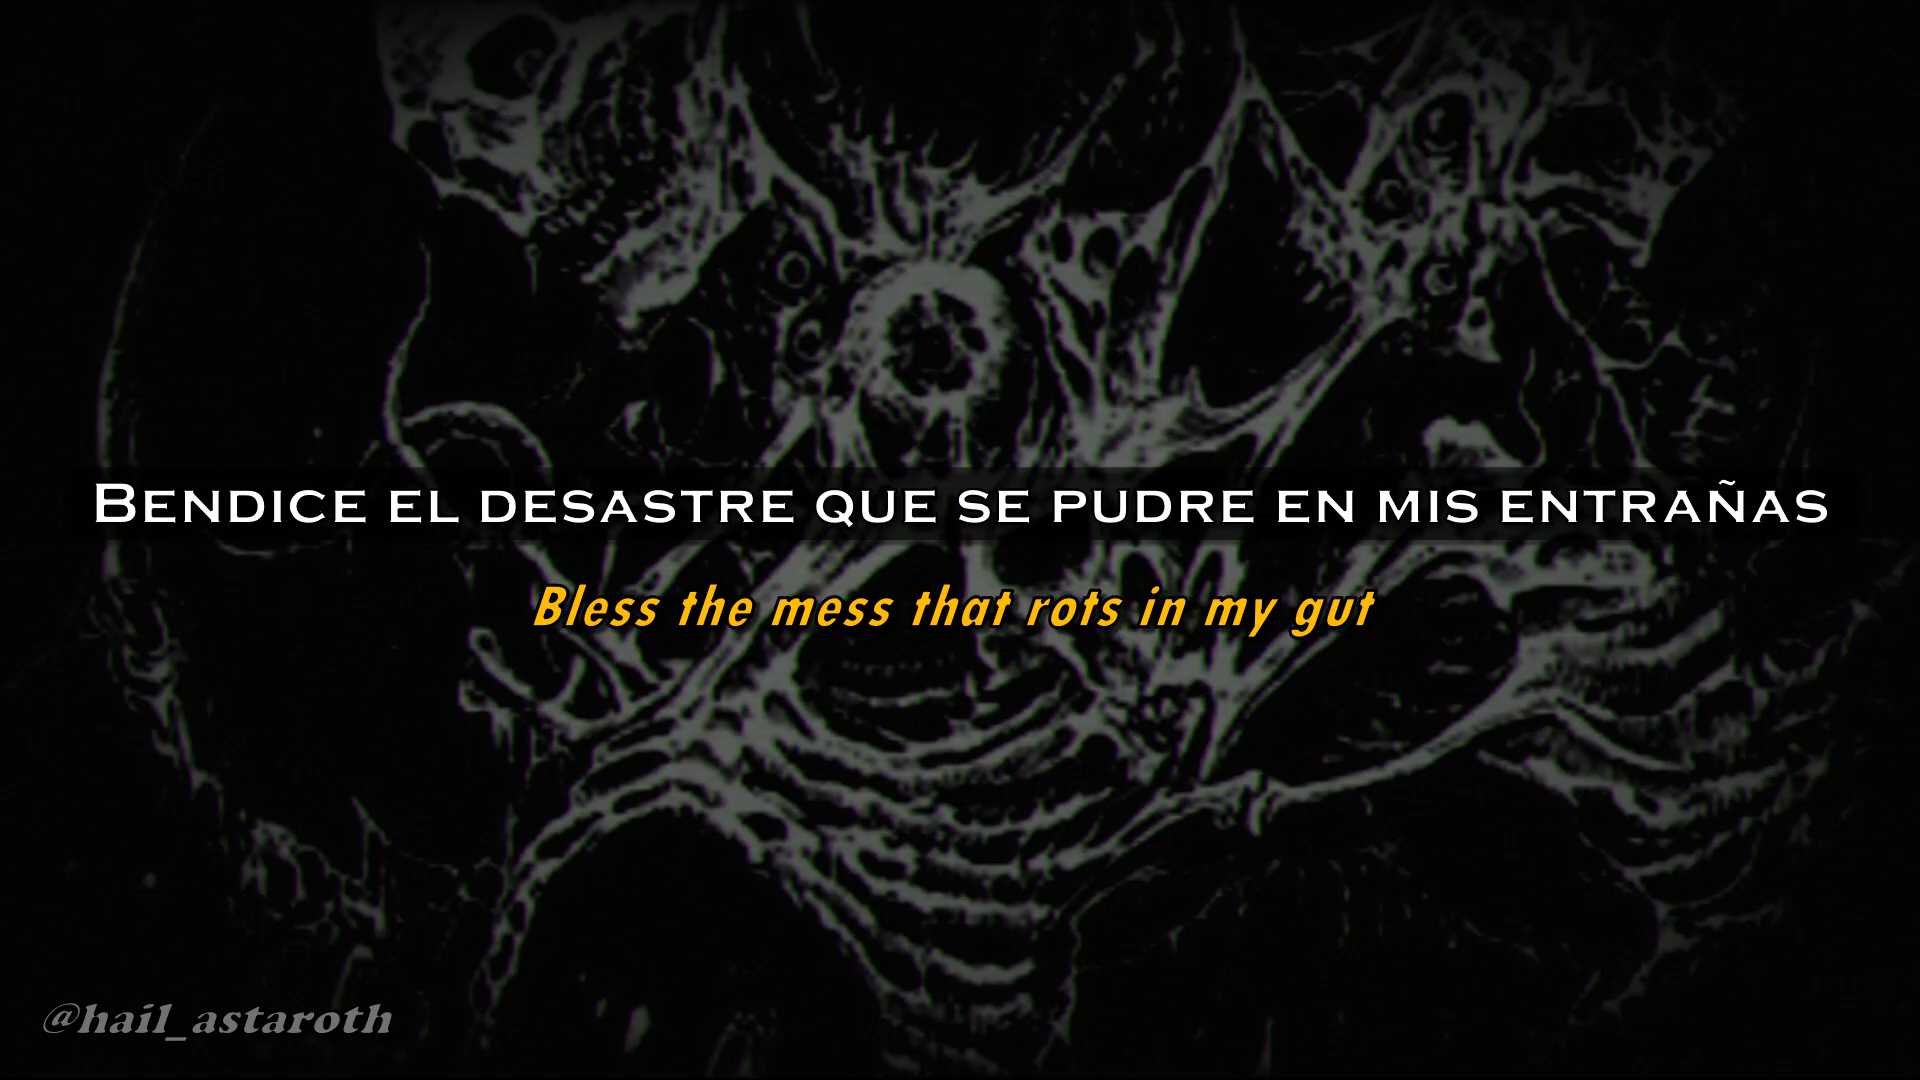 Bendice el desastre que se pudre en mis entrañas
Bless the mess that rots in my gut
@hail_astaroth